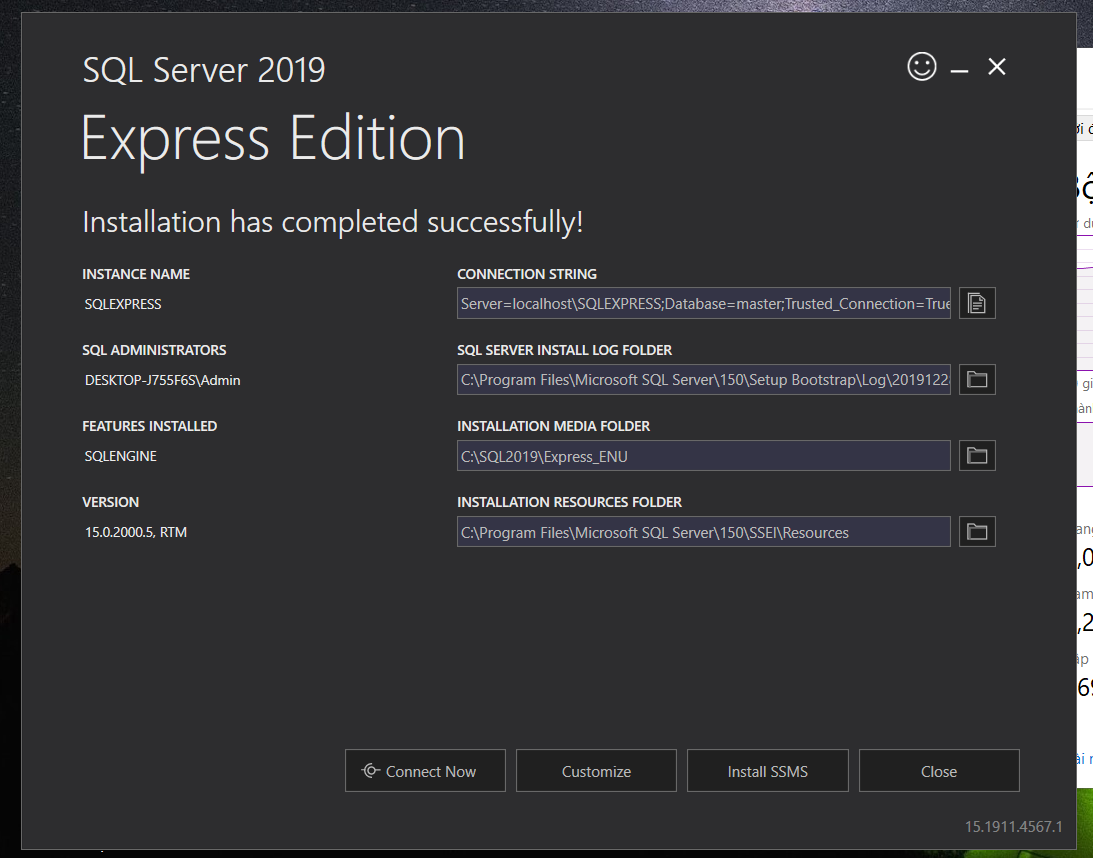 SQL Server 2019
Express Edition
Installation has completed successfully!
INSTANCE NAME
SQLEXPRESS
CONNECTION STRING
Server=localhost\SQLEXPRESS;Database=master;Trusted_Connection=True
SQL ADMINISTRATORS
DESKTOP-J755F6S\Admin
SQL SERVER INSTALL LOG FOLDER
C:\Program Files\Microsoft SQL Server\150\Setup Bootstrap\Log\2019122
FEATURES INSTALLED
SQLENGINE
INSTALLATION MEDIA FOLDER
C:\SQL2019\Express_ENU
VERSION
15.0.2000.5, RTM
INSTALLATION RESOURCES FOLDER
C:\Program Files\Microsoft SQL Server\150\SSEI\Resources
Connect Now
Customize
Install SSMS
Close
15.1911.4567.1